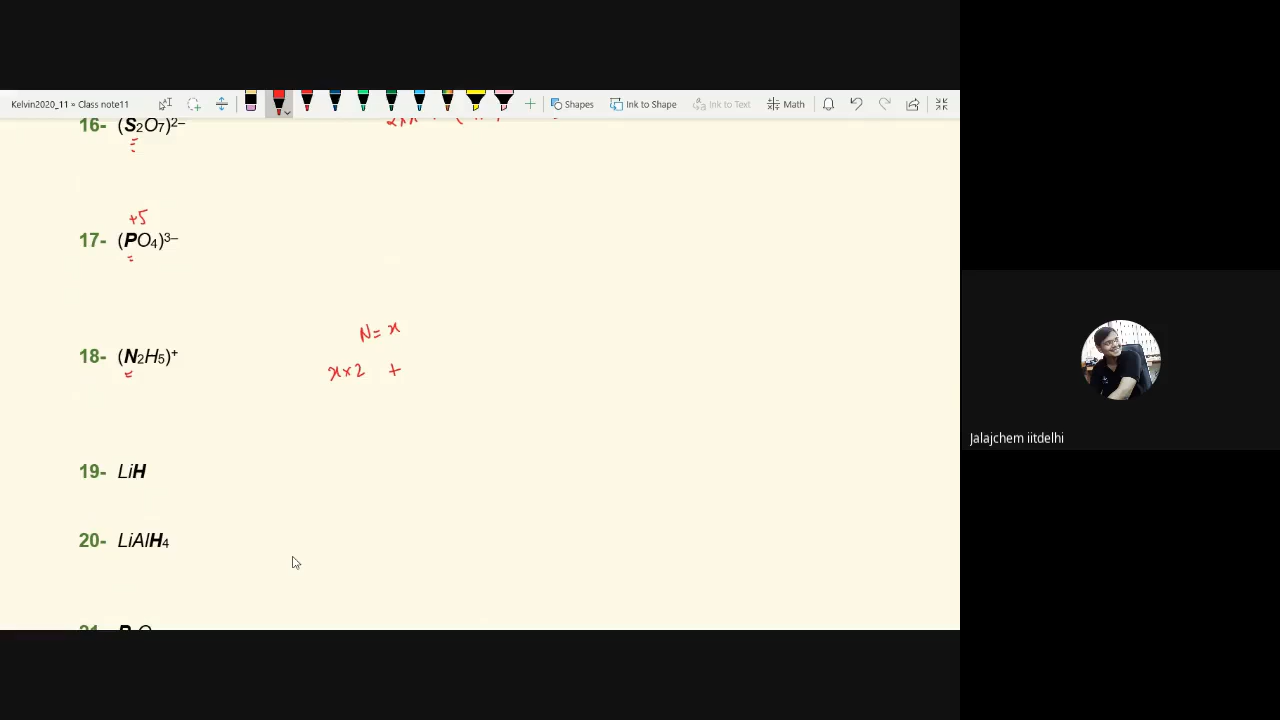 Kelvin2020_11 » Class note11
Shapes
Ink to Shape
Ink to Text
Math
16- (S₂O₇)²⁻
+5
17- (PO₄)³⁻
N = x
18- (N₂H₅)⁺
x×2 +
19- LiH
20- LiAlH₄
Jalajchem iitdelhi